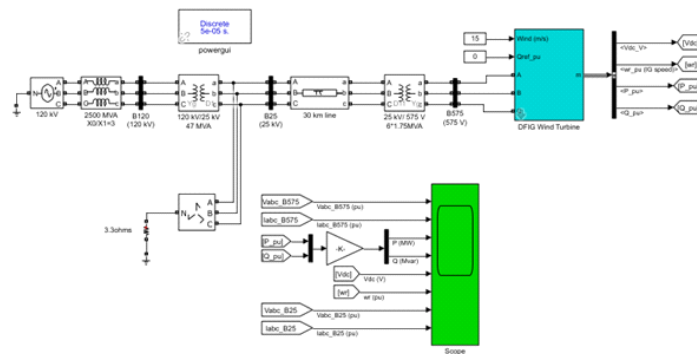 Discrete
5e-05 s.
powergui
15
Wind (m/s)
0
Qref_pu
A
B
C
m
DFIG Wind Turbine
<Vdc_V>
[Vdc]
<wr_pu (IG speed)>
[wr]
<P_pu>
[P_pu]
<Q_pu>
[Q_pu]
N
A
B
C
120 kV
A
B
C
a
b
c
2500 MVA
X0/X1=3
B120
(120 kV)
A
B
C
a
b
c
120 kV/25 kV
47 MVA
B25
(25 kV)
30 km line
A
B
C
a
b
c
25 kV/ 575 V
6*1.75MVA
B575
(575 V)
N
A
B
C
3.3ohms
Vabc_B575
Vabc_B575 (pu)
Iabc_B575
Iabc_B575 (pu)
[P_pu]
[Q_pu]
-K-
P (MW)
Q (Mvar)
[Vdc]
Vdc (V)
[wr]
wr (pu)
Vabc_B25
Vabc_B25 (pu)
Iabc_B25
Iabc_B25 (pu)
Scope